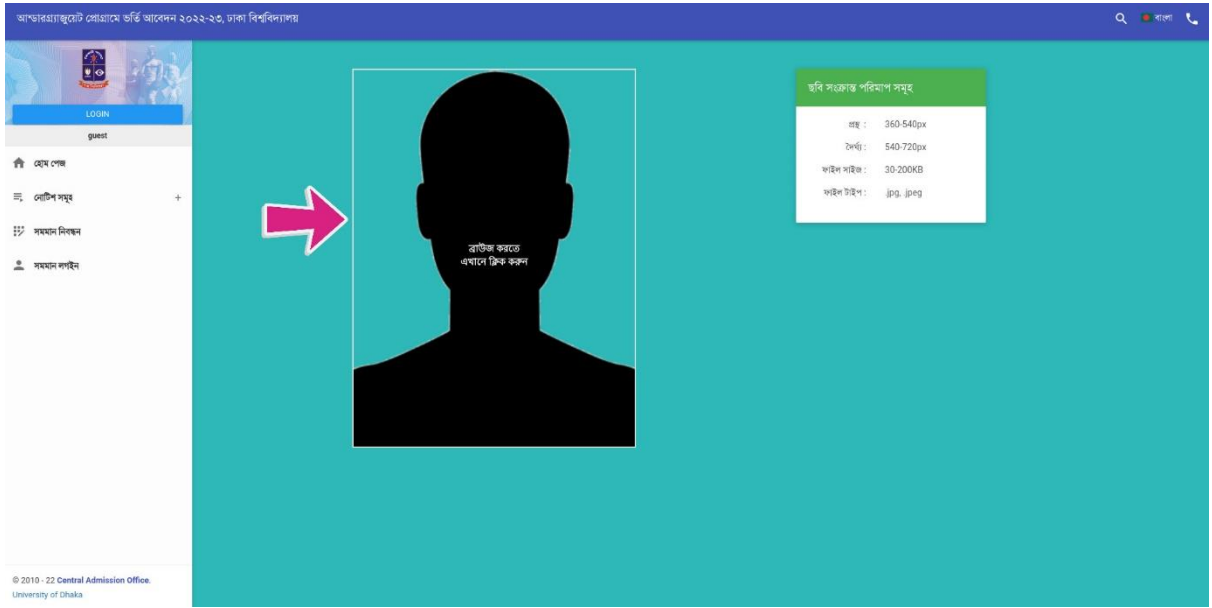 আন্ডারগ্র্যাজুয়েট প্রোগ্রামে ভর্তি আবেদন ২০২২-২৩, ঢাকা বিশ্ববিদ্যালয়
বাংলা
LOGIN
guest
হোম পেজ
নোটিশ সমূহ +
সমমান নিবন্ধন
সমমান লগইন
ব্রাউজ করতে
এখানে ক্লিক করুন
ছবি সংক্রান্ত পরিমাপ সমূহ
প্রস্থ : 360-540px
দৈর্ঘ্য : 540-720px
ফাইল সাইজ : 30-200KB
ফাইল টাইপ : .jpg, .jpeg
© 2010 - 22 Central Admission Office.
University of Dhaka